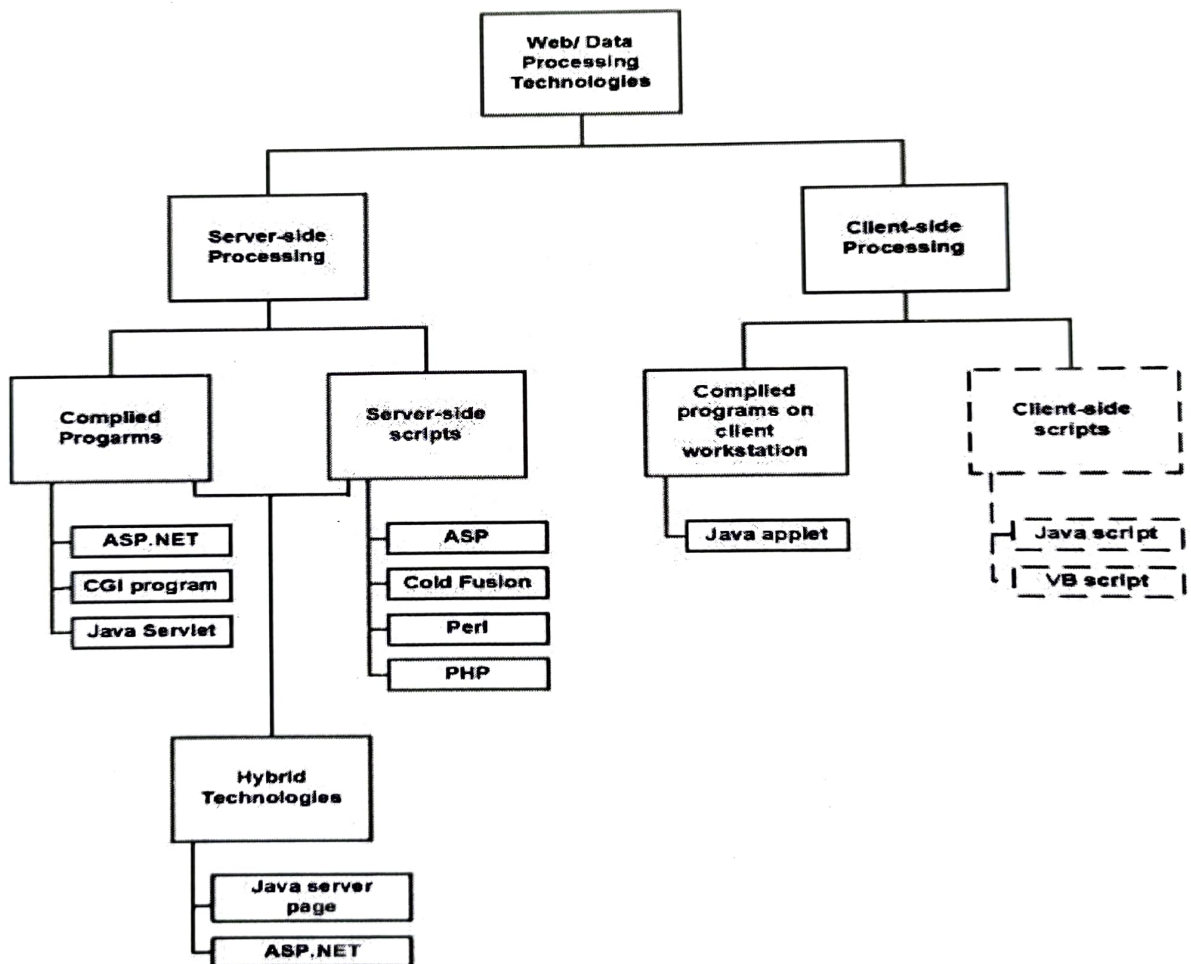 Web/ Data
Processing
Technologies
Server-side
Processing
Client-side
Processing
Complied
Progarms
Server-side
scripts
Complied
programs on
client
workstation
Client-side
scripts
ASP.NET
CGI program
Java Servlet
ASP
Cold Fusion
Perl
PHP
Java applet
Java script
VB script
Hybrid
Technologies
Java server
page
ASP.NET